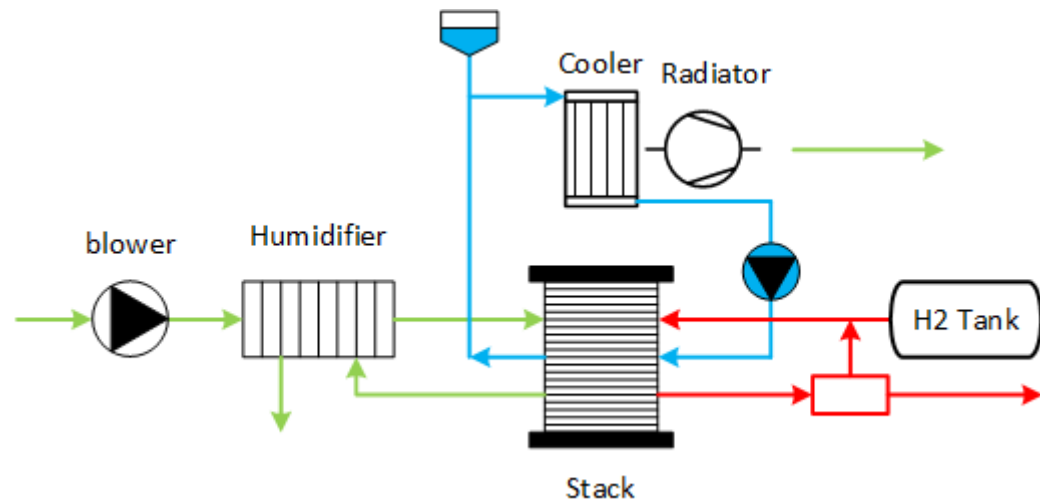 Cooler
Radiator
blower
Humidifier
H2 Tank
Stack